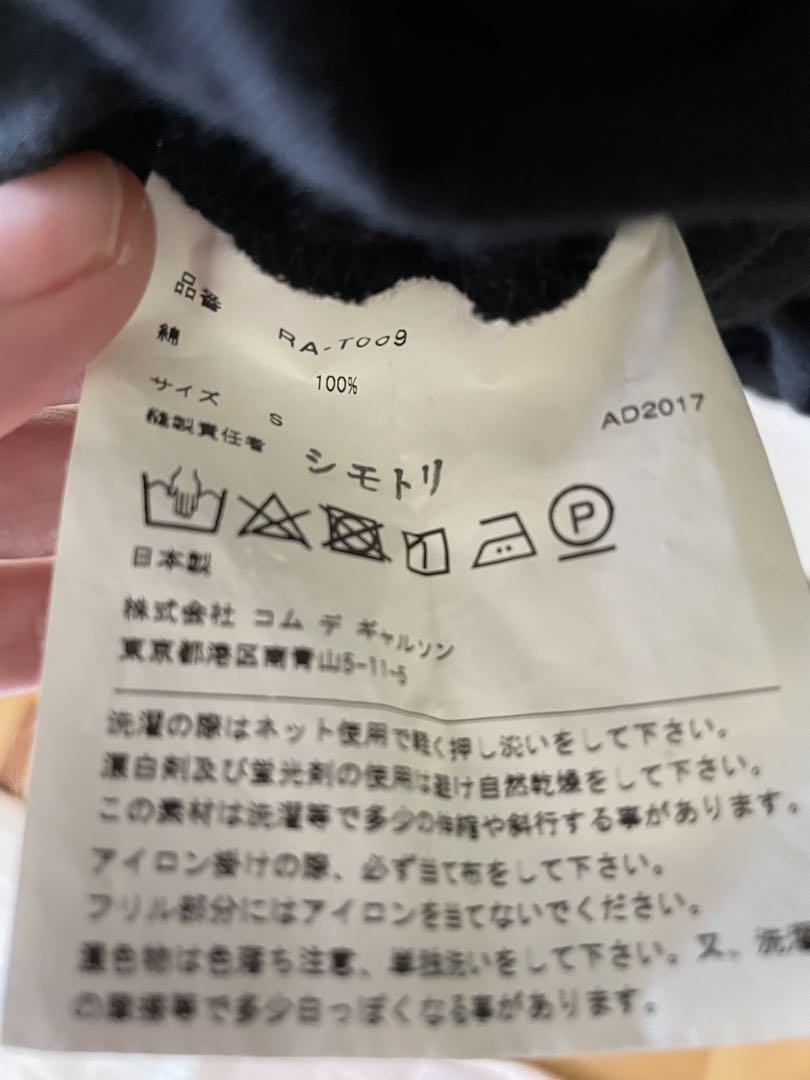 品番 RA-T009
綿 100%
サイズ S AD2017
縫製責任者 シモトリ
P
日本製
株式会社 コム デ ギャルソン
東京都港区南青山5-11-5
洗濯の際はネット使用で軽く押し洗いをして下さい。
漂白剤及び蛍光剤の使用は避け自然乾燥をして下さい。
この素材は洗濯等で多少の伸縮や斜行する事があります。
アイロン掛けの際、必ず当て布をして下さい。
フリル部分にはアイロンを当てないでください。
濃色物は色落ち注意、単独洗いをして下さい。又、洗濯
の摩擦等で多少白っぽくなる事があります。